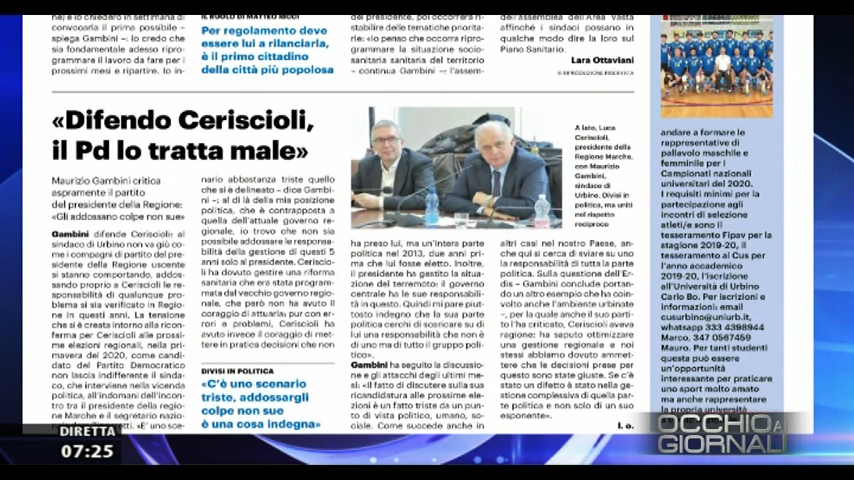 ne) e lo chiedero in settimana di
convocarla il prima possibile –
spiega Gambini –: io credo che
sia fondamentale adesso ripro-
grammare il lavoro da fare per i
prossimi mesi e ripartire. Io in-
IL RUOLO DI MATTEO RICCI
Per regolamento deve
essere lui a rilanciarla,
è il primo cittadino
della città più popolosa
del presidente, poi occorrerà ri-
stabilire delle tematiche priorita-
rie: «Io penso che occorra ripro-
grammare la situazione socio-
sanitaria sanitaria del territorio
– continua Gambini –: l'assem-
dell'assemblea dell'Area Vasta
affinché i sindaci possano in
qualche modo dire la loro sul
Piano Sanitario.
Lara Ottaviani
© RIPRODUZIONE RISERVATA
«Difendo Ceriscioli,
il Pd lo tratta male»
Maurizio Gambini critica
aspramente il partito
del presidente della Regione:
«Gli addossano colpe non sue»
Gambini difende Ceriscioli: al
sindaco di Urbino non va giù co-
me i compagni di partito del pre-
sidente della Regione uscente
si stanno comportando, addos-
sando proprio a Ceriscioli le re-
sponsabilità di qualunque pro-
blema si sia verificato in Regio-
ne in questi anni. La tensione
che si è creata intorno alla ricon-
ferma per Ceriscioli alle prossi-
me elezioni regionali, nella pri-
mavera del 2020, come candi-
dato del Partito Democratico
non lascia indifferente il sinda-
co, che interviene nella vicenda
politica, all'indomani dell'incon-
tro tra il presidente della regio-
ne Marche e il segretario nazio-
etti. «E' uno sce-
nario abbastanza triste quello
che si è delineato – dice Gambi-
ni –: al di là della mia posizione
politica, che è contrapposta a
quella dell'attuale governo re-
gionale, io trovo che non sia
possibile addossare le responsa-
bilità della gestione di questi 5
anni solo al presidente. Cerisco-
li ha dovuto gestire una riforma
sanitaria che era stata program-
mata dal vecchio governo regio-
nale, che però non ha avuto il
coraggio di attuarla: pur con er-
rori e problemi, Ceriscioli ha
avuto invece il coraggio di mette-
re in pratica decisioni che non
DIVISI IN POLITICA
«C'è uno scenario
triste, addossargli
colpe non sue
è una cosa indegna»
A lato, Luca
Ceriscioli,
presidente della
Regione Marche,
con Maurizio
Gambini,
sindaco di
Urbino. Divisi in
politica, ma uniti
nel rispetto
reciproco
ha preso lui, ma un'intera parte
politica nel 2013, due anni pri-
ma che lui fosse eletto. Inoltre,
il presidente ha gestito la situa-
zione del terremoto: il governo
centrale ha le sue responsabili-
tà in questo. Quindi mi pare piut-
tosto indegno che la sua parte
politica cerchi di scaricare su di
lui una responsabilità che non è
di uno ma di tutto il gruppo poli-
tico».
Gambini ha seguito la discussio-
ne e gli attacchi degli ultimi me-
si: «Il fatto di discutere sulla sua
ricandidatura alle prossime ele-
zioni è un fatto triste da un pun-
to di vista politico, umano, so-
ciale. Come succede anche in
altri casi nel nostro Paese, an-
che qui si cerca di sviare su uno
la responsabilità di tutta la parte
politica. Sulla questione dell'Er-
dis – Gambini conclude portan-
do un altro esempio che ha coin-
volto anche l'ambiente urbinate
–, per la quale anche il suo parti-
to l'ha criticato, Ceriscioli aveva
ragione: ha saputo ottimizzare
una gestione regionale e noi
stessi abbiamo dovuto ammet-
tere che le decisioni prese per
questo sono state giuste. Se c'è
stato un difetto è stato nella ge-
stione complessiva di quella par-
te politica e non solo di un suo
esponente».
l. o.
andare a formare le
rappresentative di
pallavolo maschile e
femminile per i
Campionati nazionali
universitari del 2020.
I requisiti minimi per la
partecipazione agli
incontri di selezione
atleti/e sono il
tesseramento Fipav per la
stagione 2019-20, il
tesseramento al Cus per
l'anno accademico
2019-20, l'iscrizione
all'Università di Urbino
Carlo Bo. Per iscrizioni e
informazioni: email
cusurbino@uniurb.it,
whatsapp 333 4398944
Marco, 347 0567459
Mauro. Per tanti studenti
questa può essere
un'opportunità
interessante per praticare
uno sport molto amato
ma anche rappresentare
la propria università
DIRETTA
07:25
OCCHIO AI
GIORNALI